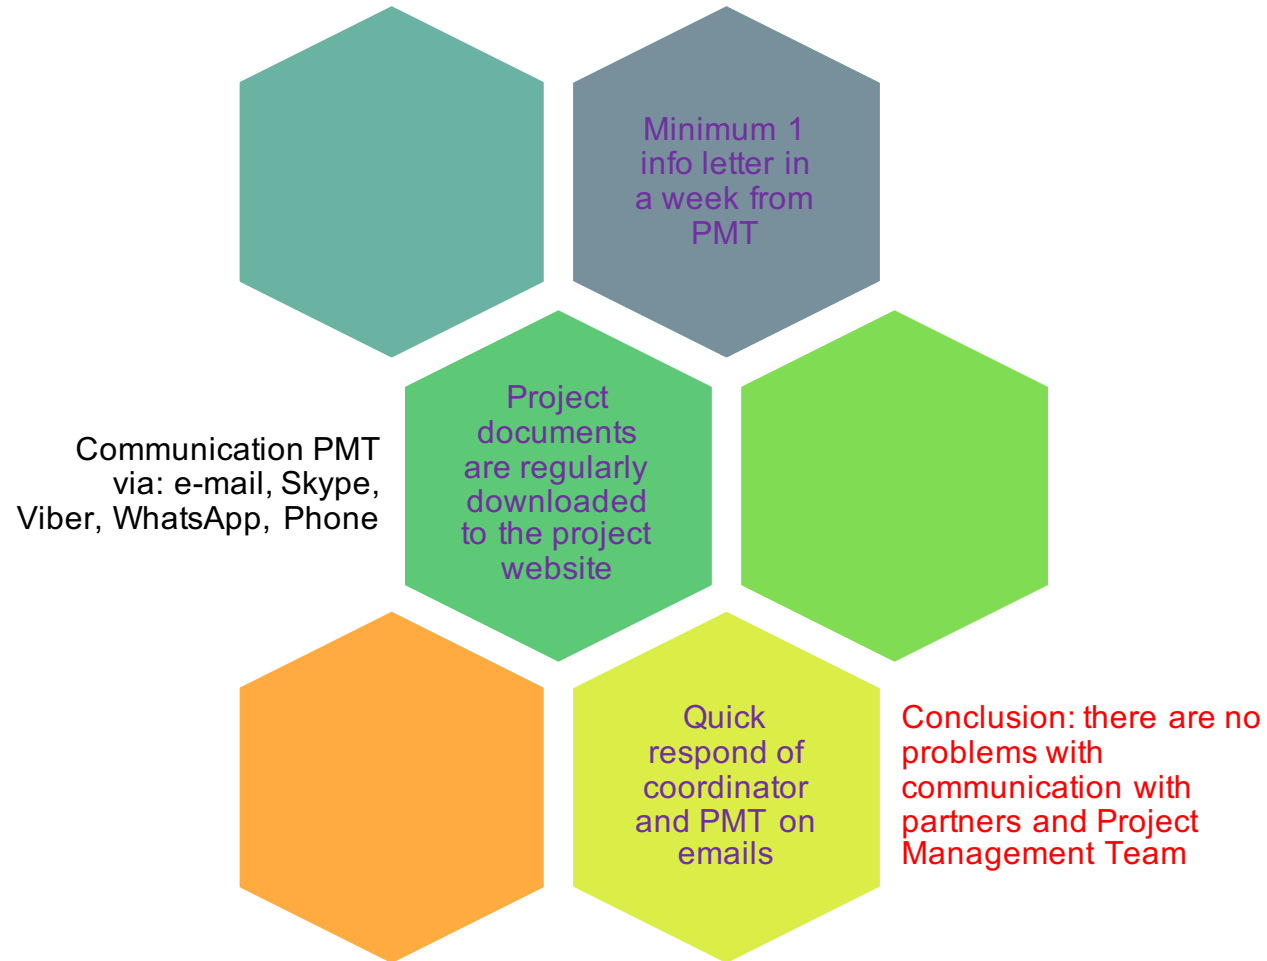 Minimum 1
info letter in
a week from
PMT
Communication PMT
via: e-mail, Skype,
Viber, WhatsApp, Phone
Project
documents
are regularly
downloaded
to the project
website
Quick
respond of
coordinator
and PMT on
emails
Conclusion: there are no
problems with
communication with
partners and Project
Management Team